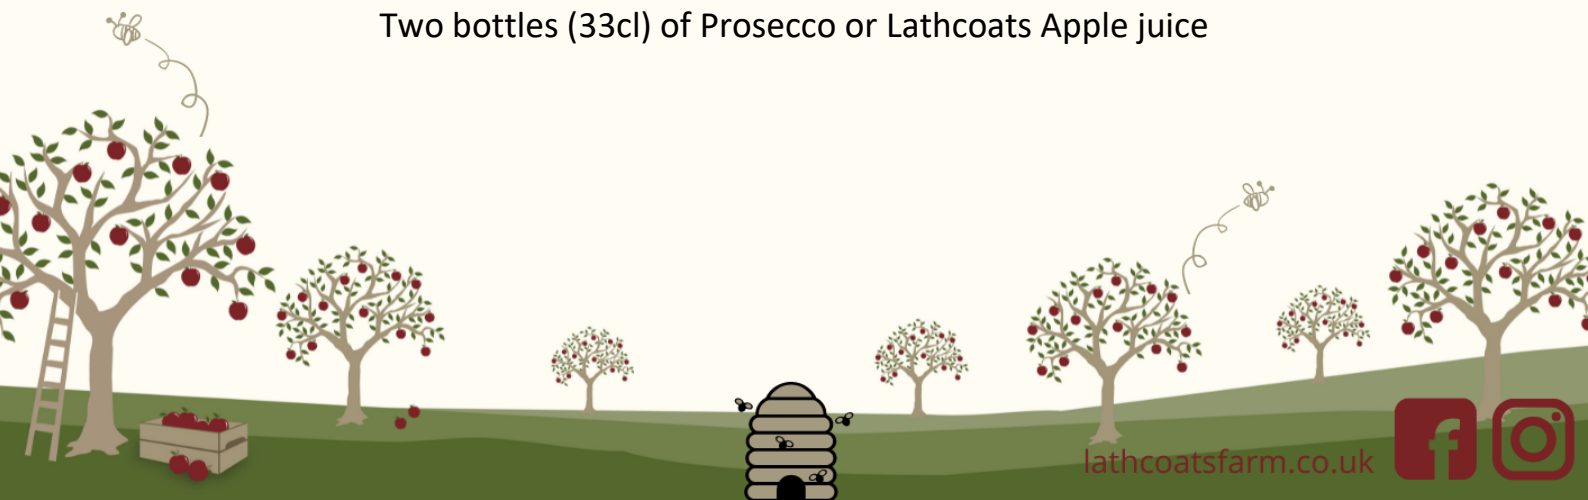 Two bottles (33cl) of Prosecco or Lathcoats Apple juice
lathcoatsfarm.co.uk